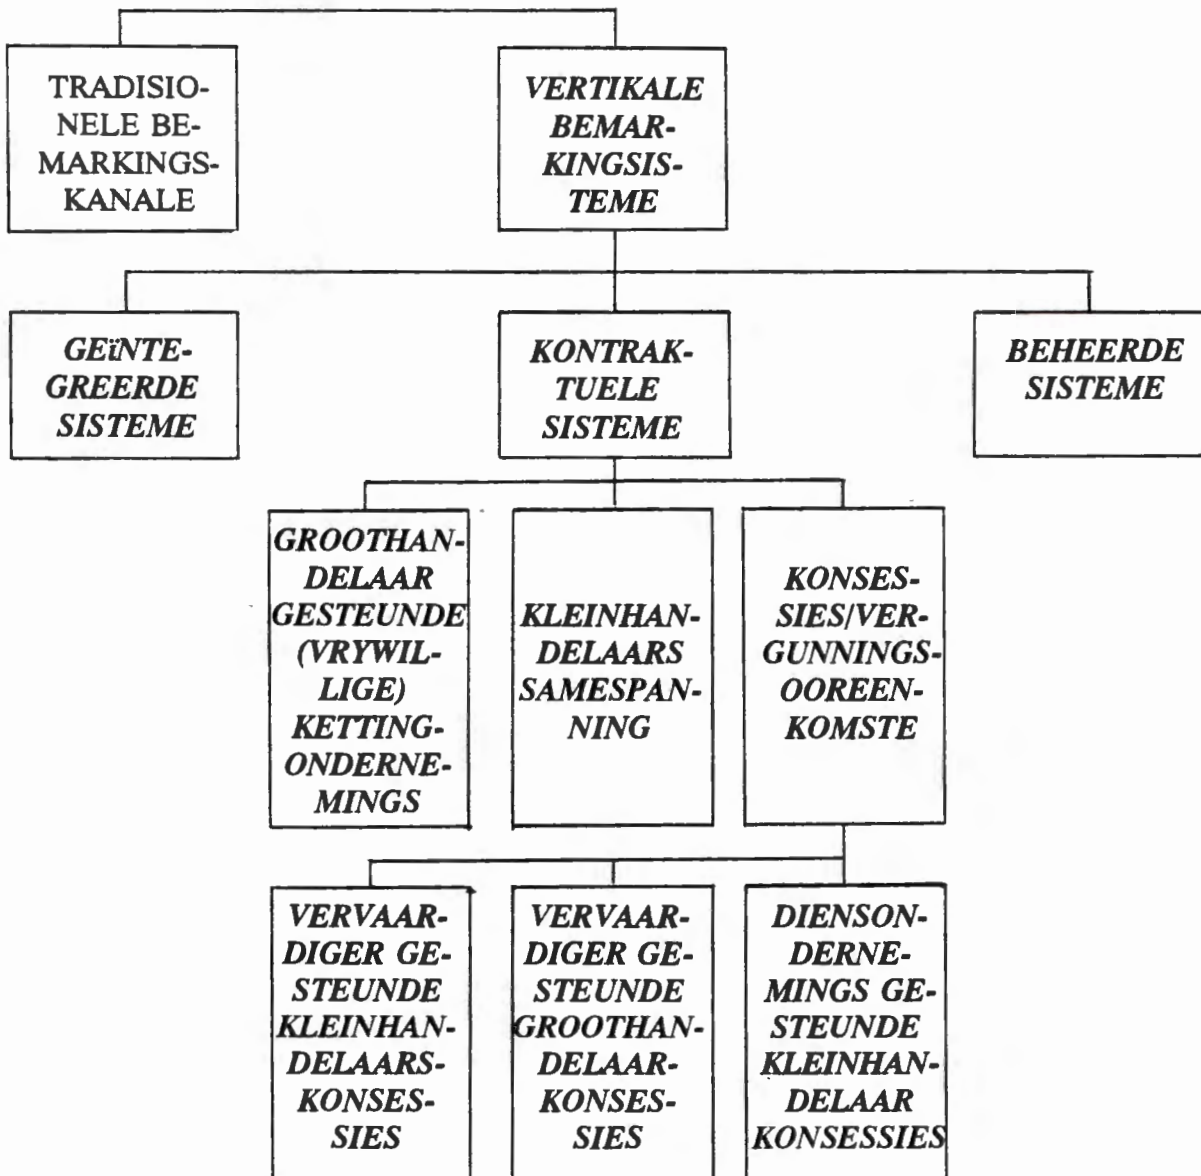 TRADISIO-
NELE BE-
MARKINGS-
KANALE
VERTIKALE
BEMAR-
KINGSIS-
TEME
GEïNTE-
GREERDE
SISTEME
KONTRAK-
TUELE
SISTEME
BEHEERDE
SISTEME
GROOTHAN-
DELAAR
GESTEUNDE
(VRYWIL-
LIGE)
KETTING-
ONDERNE-
MINGS
KLEINHAN-
DELAARS
SAMESPAN-
NING
KONSES-
SIES/VER-
GUNNINGS-
OOREEN-
KOMSTE
VERVAAR-
DIGER GE-
STEUNDE
KLEINHAN-
DELAARS-
KONSES-
SIES
VERVAAR-
DIGER GE-
STEUNDE
GROOTHAN-
DELAAR-
KONSES-
SIES
DIENSON-
DERNE-
MINGS GE-
STEUNDE
KLEINHAN-
DELAAR
KONSESSIES